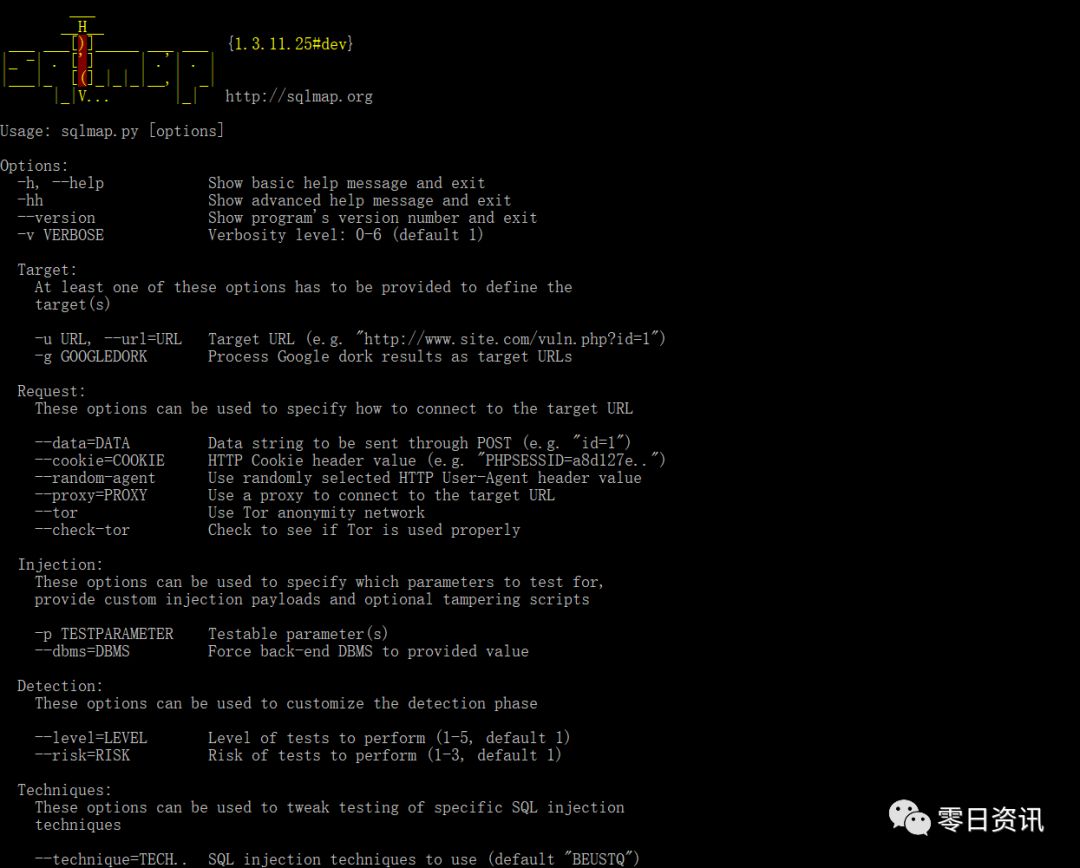 {1.3.11.25#dev}
http://sqlmap.org
Usage: sqlmap.py [options]
Options:
-h, --help Show basic help message and exit
-hh Show advanced help message and exit
--version Show program's version number and exit
-v VERBOSE Verbosity level: 0-6 (default 1)
Target:
At least one of these options has to be provided to define the
target(s)
-u URL, --url=URL Target URL (e.g. "http://www.site.com/vuln.php?id=1")
-g GOOGLEDORK Process Google dork results as target URLs
Request:
These options can be used to specify how to connect to the target URL
--data=DATA Data string to be sent through POST (e.g. "id=1")
--cookie=COOKIE HTTP Cookie header value (e.g. "PHPSESSID=a8d127e..")
--random-agent Use randomly selected HTTP User-Agent header value
--proxy=PROXY Use a proxy to connect to the target URL
--tor Use Tor anonymity network
--check-tor Check to see if Tor is used properly
Injection:
These options can be used to specify which parameters to test for,
provide custom injection payloads and optional tampering scripts
-p TESTPARAMETER Testable parameter(s)
--dbms=DBMS Force back-end DBMS to provided value
Detection:
These options can be used to customize the detection phase
--level=LEVEL Level of tests to perform (1-5, default 1)
--risk=RISK Risk of tests to perform (1-3, default 1)
Techniques:
These options can be used to tweak testing of specific SQL injection
techniques
--technique=TECH.. SQL injection techniques to use (default "BEUSTQ")
零日资讯